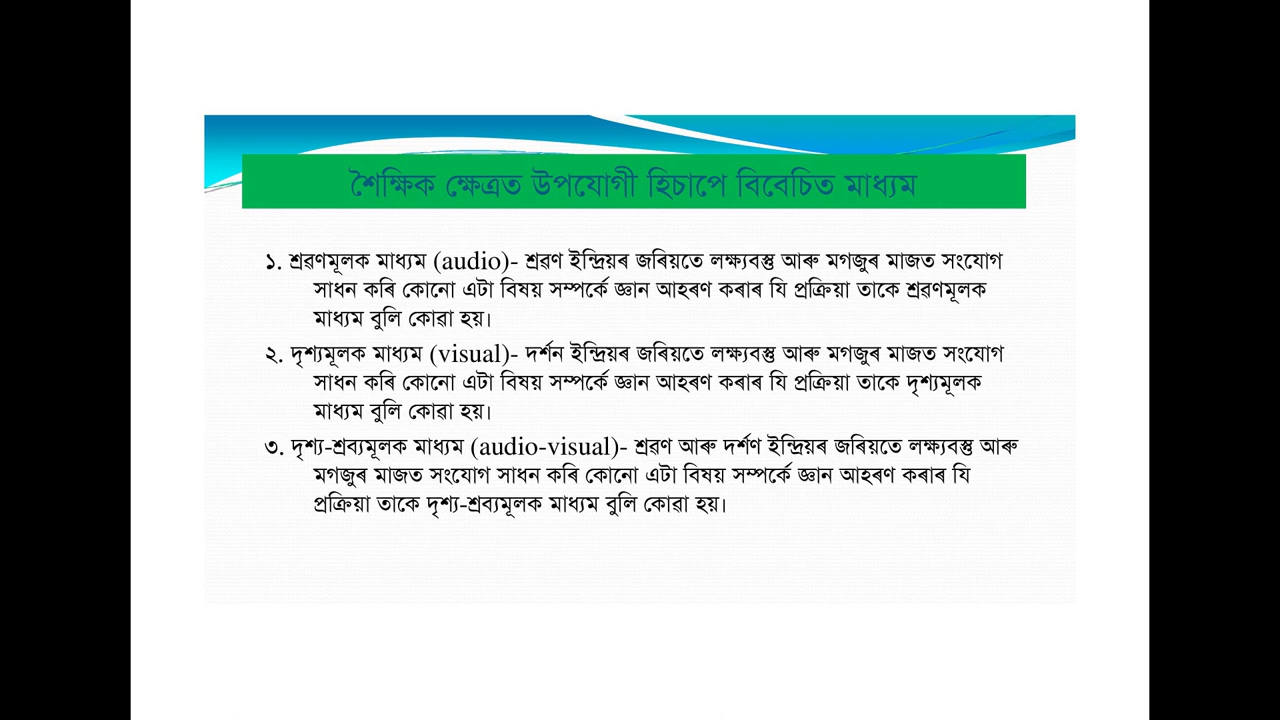 শৈক্ষিক ক্ষেত্ৰত উপযোগী হিচাপে বিবেচিত মাধ্যম
১. শ্ৰৱণমূলক মাধ্যম (audio)- শ্ৰৱণ ইন্দ্ৰিয়ৰ জৰিয়তে লক্ষ্যবস্তু আৰু মগজুৰ মাজত সংযোগ
সাধন কৰি কোনো এটা বিষয় সম্পৰ্কে জ্ঞান আহৰণ কৰাৰ যি প্ৰক্ৰিয়া তাকে শ্ৰৱণমূলক
মাধ্যম বুলি কোৱা হয়।
২. দৃশ্যমূলক মাধ্যম (visual)- দৰ্শন ইন্দ্ৰিয়ৰ জৰিয়তে লক্ষ্যবস্তু আৰু মগজুৰ মাজত সংযোগ
সাধন কৰি কোনো এটা বিষয় সম্পৰ্কে জ্ঞান আহৰণ কৰাৰ যি প্ৰক্ৰিয়া তাকে দৃশ্যমূলক
মাধ্যম বুলি কোৱা হয়।
৩. দৃশ্য-শ্ৰব্যমূলক মাধ্যম (audio-visual)- শ্ৰৱণ আৰু দৰ্শণ ইন্দ্ৰিয়ৰ জৰিয়তে লক্ষ্যবস্তু আৰু
মগজুৰ মাজত সংযোগ সাধন কৰি কোনো এটা বিষয় সম্পৰ্কে জ্ঞান আহৰণ কৰাৰ যি
প্ৰক্ৰিয়া তাকে দৃশ্য-শ্ৰব্যমূলক মাধ্যম বুলি কোৱা হয়।